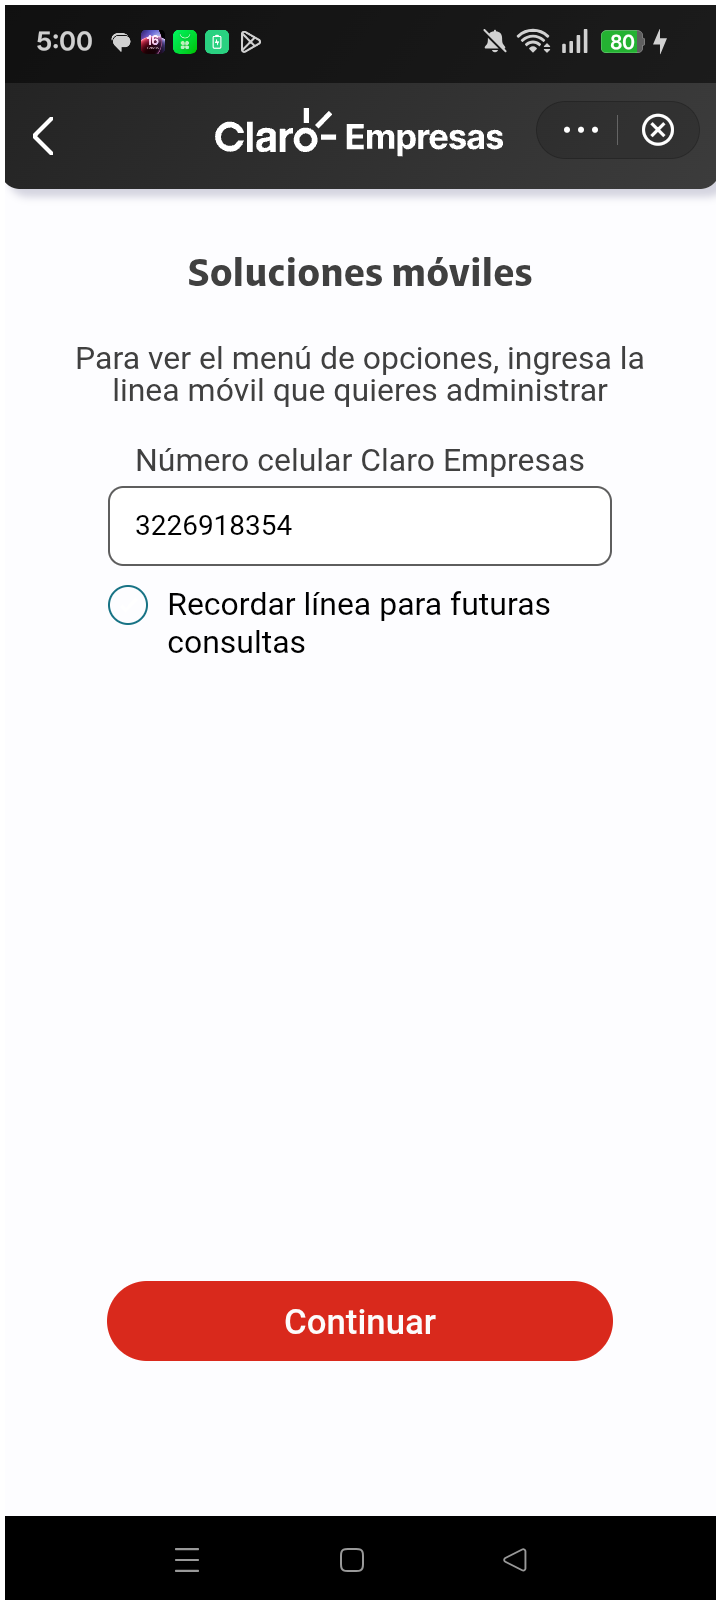 5:00
16
80
Claro Empresas
Soluciones móviles
Para ver el menú de opciones, ingresa la
linea móvil que quieres administrar
Número celular Claro Empresas
3226918354
Recordar línea para futuras
consultas
Continuar